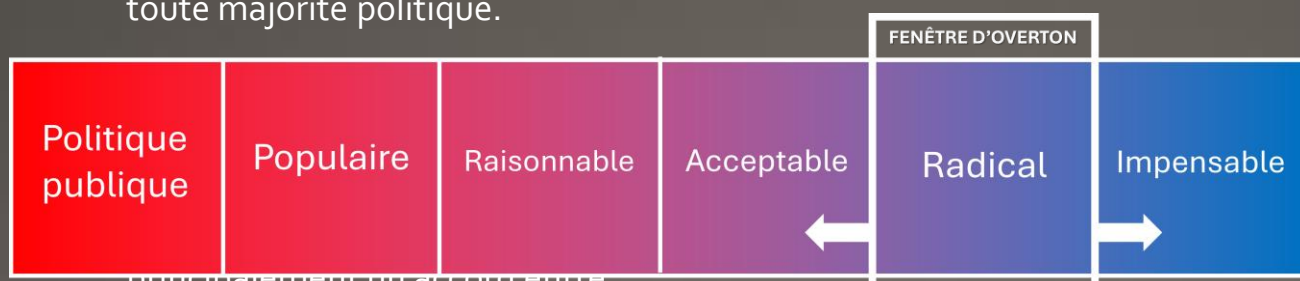 toute majorité politique.
FENÊTRE D'OVERTON
Politique
publique
Populaire
Raisonnable
Acceptable
Radical
Impensable